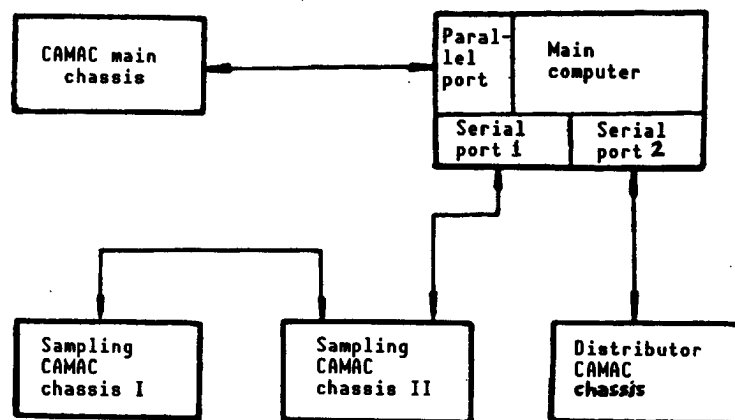 CAMAC main
chassis
Paral-
lel
port
Main
computer
Serial
port 1
Serial
port 2
Sampling
CAMAC
chassis I
Sampling
CAMAC
chassis II
Distributor
CAMAC
chassis